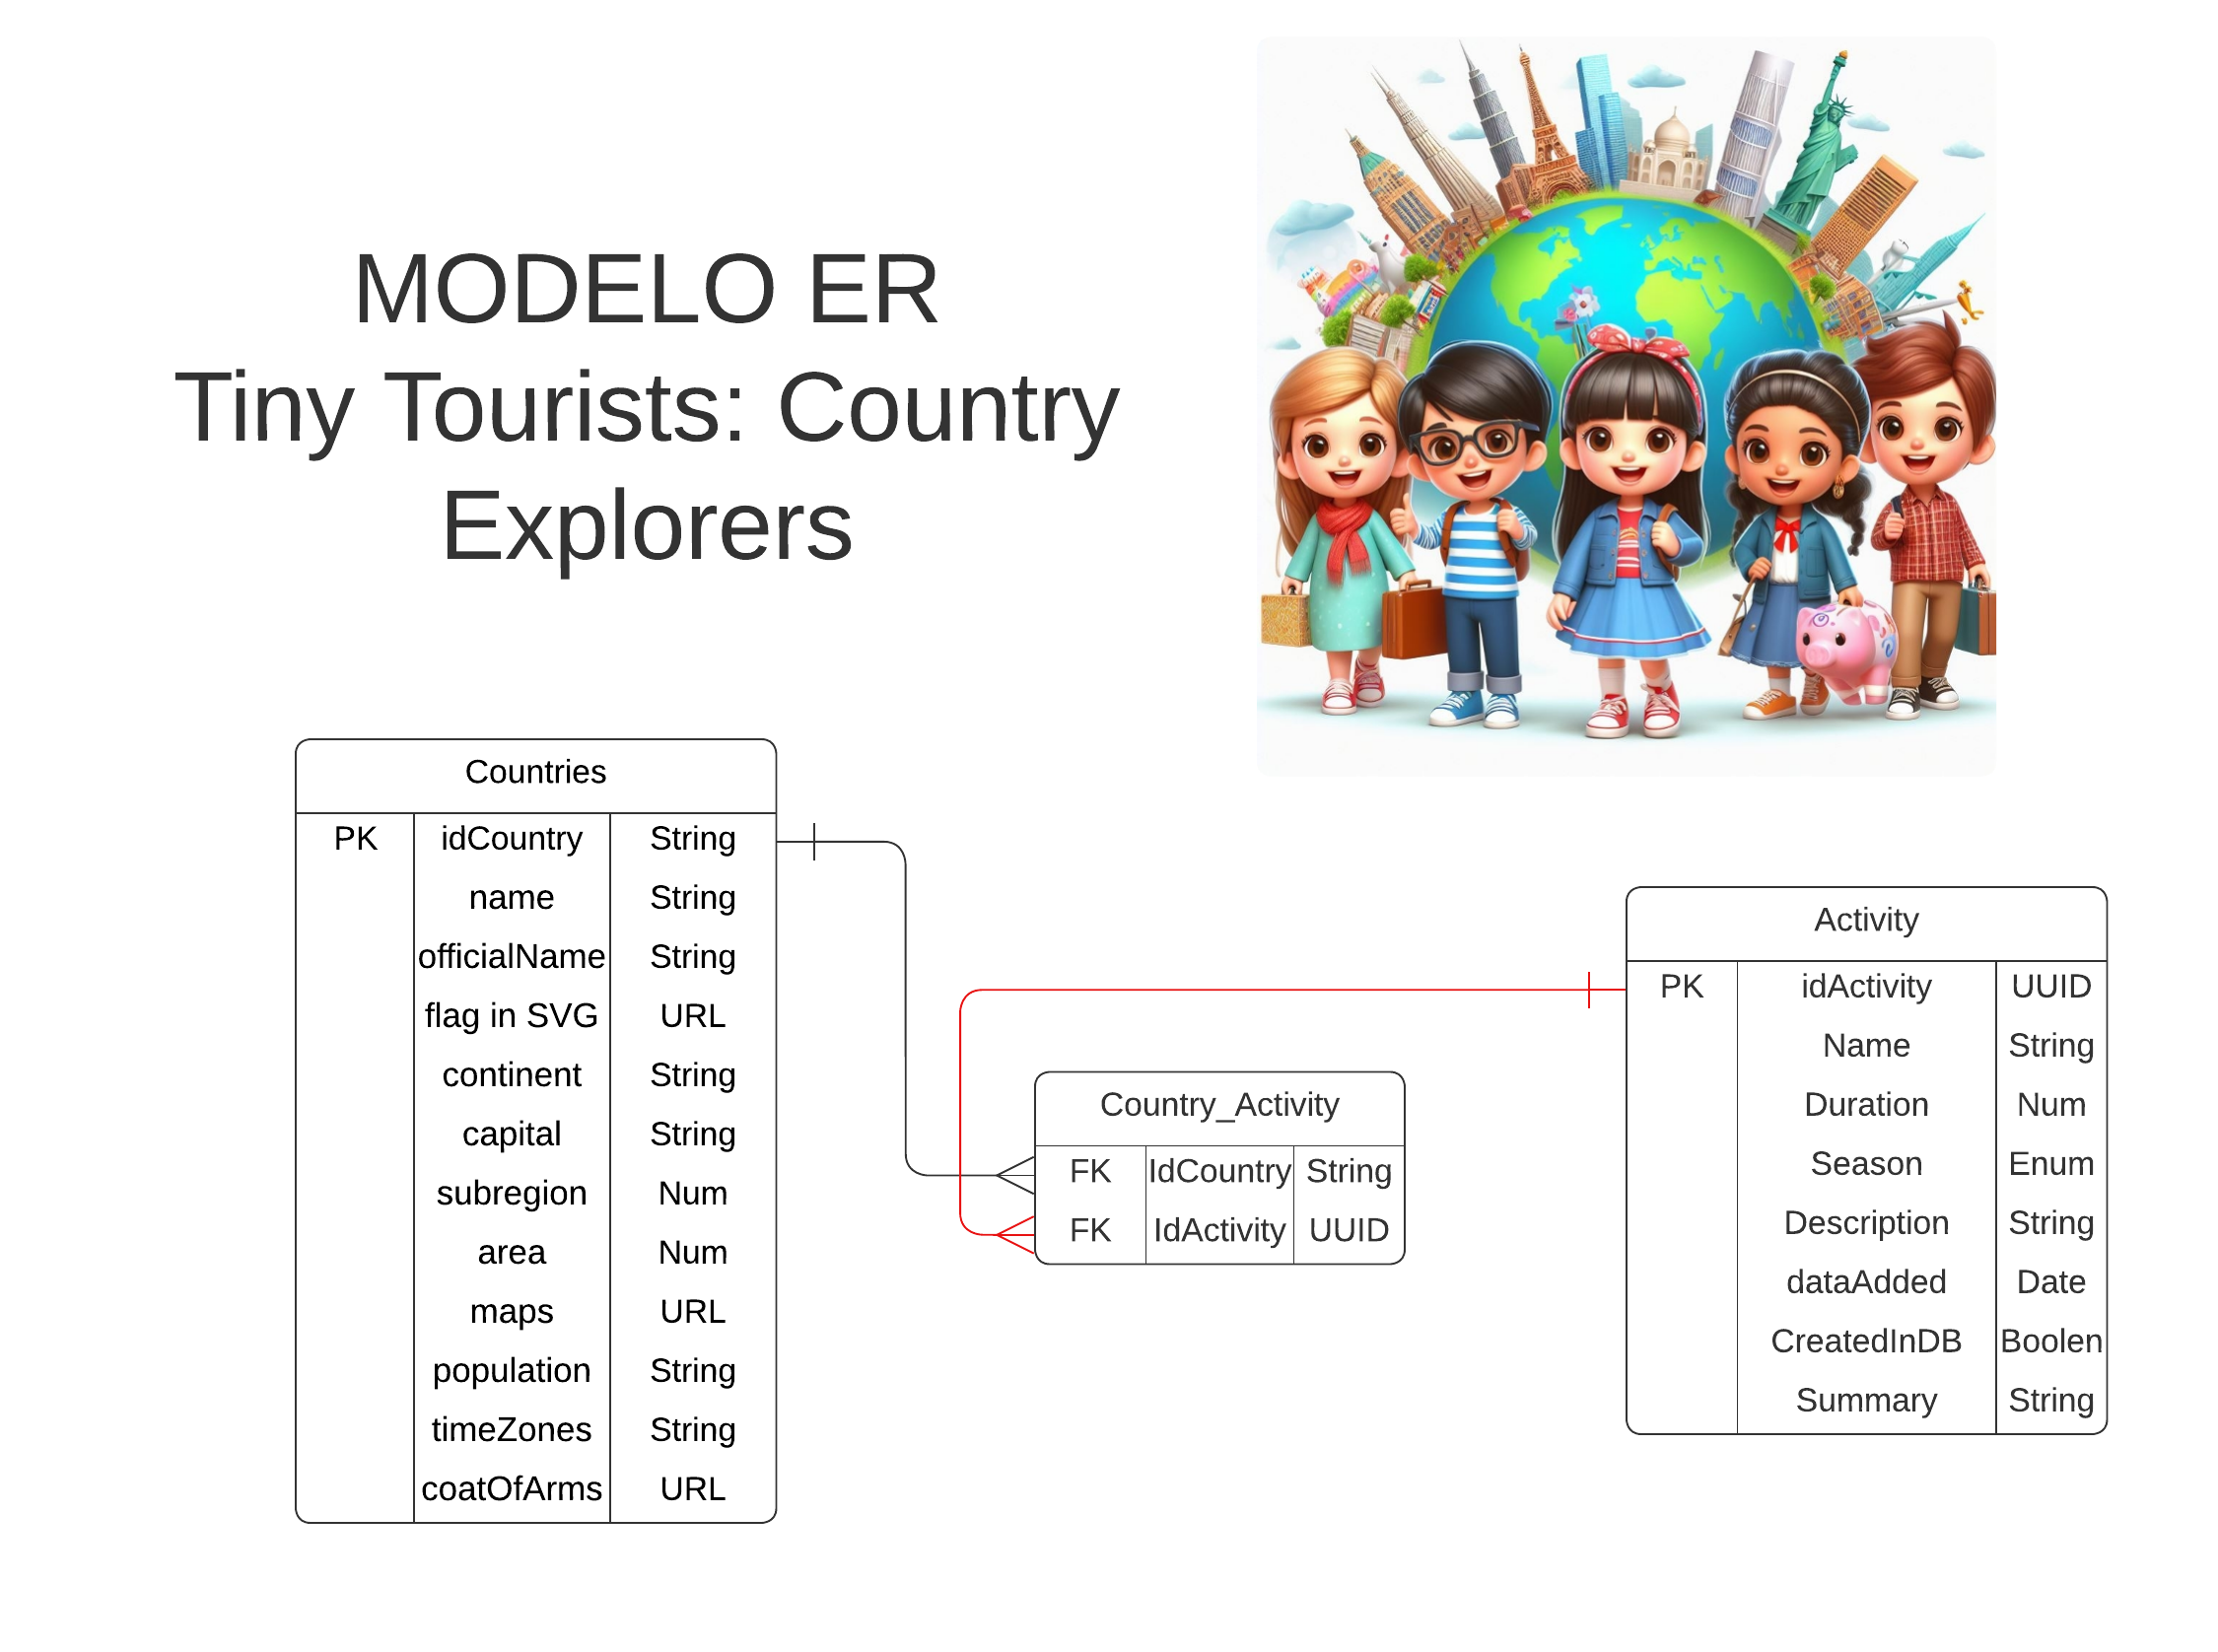 MODELO ER
Tiny Tourists: Country
Explorers
Countries
PK idCountry String
name String
officialName String
flag in SVG URL
continent String
capital String
subregion Num
area Num
maps URL
population String
timeZones String
coatOfArms URL
Country_Activity
FK IdCountry String
FK IdActivity UUID
Activity
PK idActivity UUID
Name String
Duration Num
Season Enum
Description String
dataAdded Date
CreatedInDB Boolen
Summary String